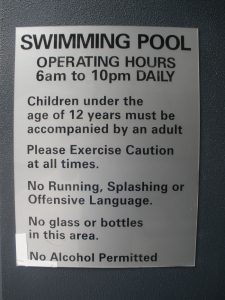 SWIMMING POOL
OPERATING HOURS
6am to 10pm DAILY
Children under the
age of 12 years must be
accompanied by an adult
Please Exercise Caution
at all times.
No Running, Splashing or
Offensive Language.
No glass or bottles
in this area.
No Alcohol Permitted